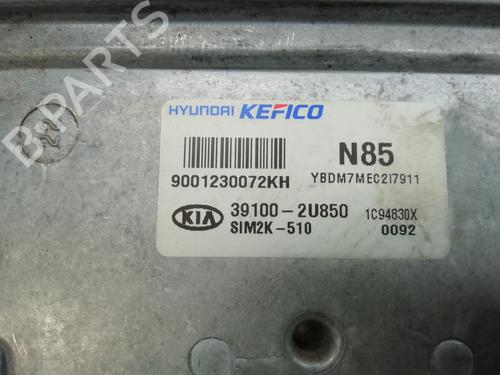 HYUNDAI KEFICO
N85
9001230072KH YBDM7MEC2I7911
KIA 39100-2U850 1C94830X
SIM2K-510 0092
B-PARTS